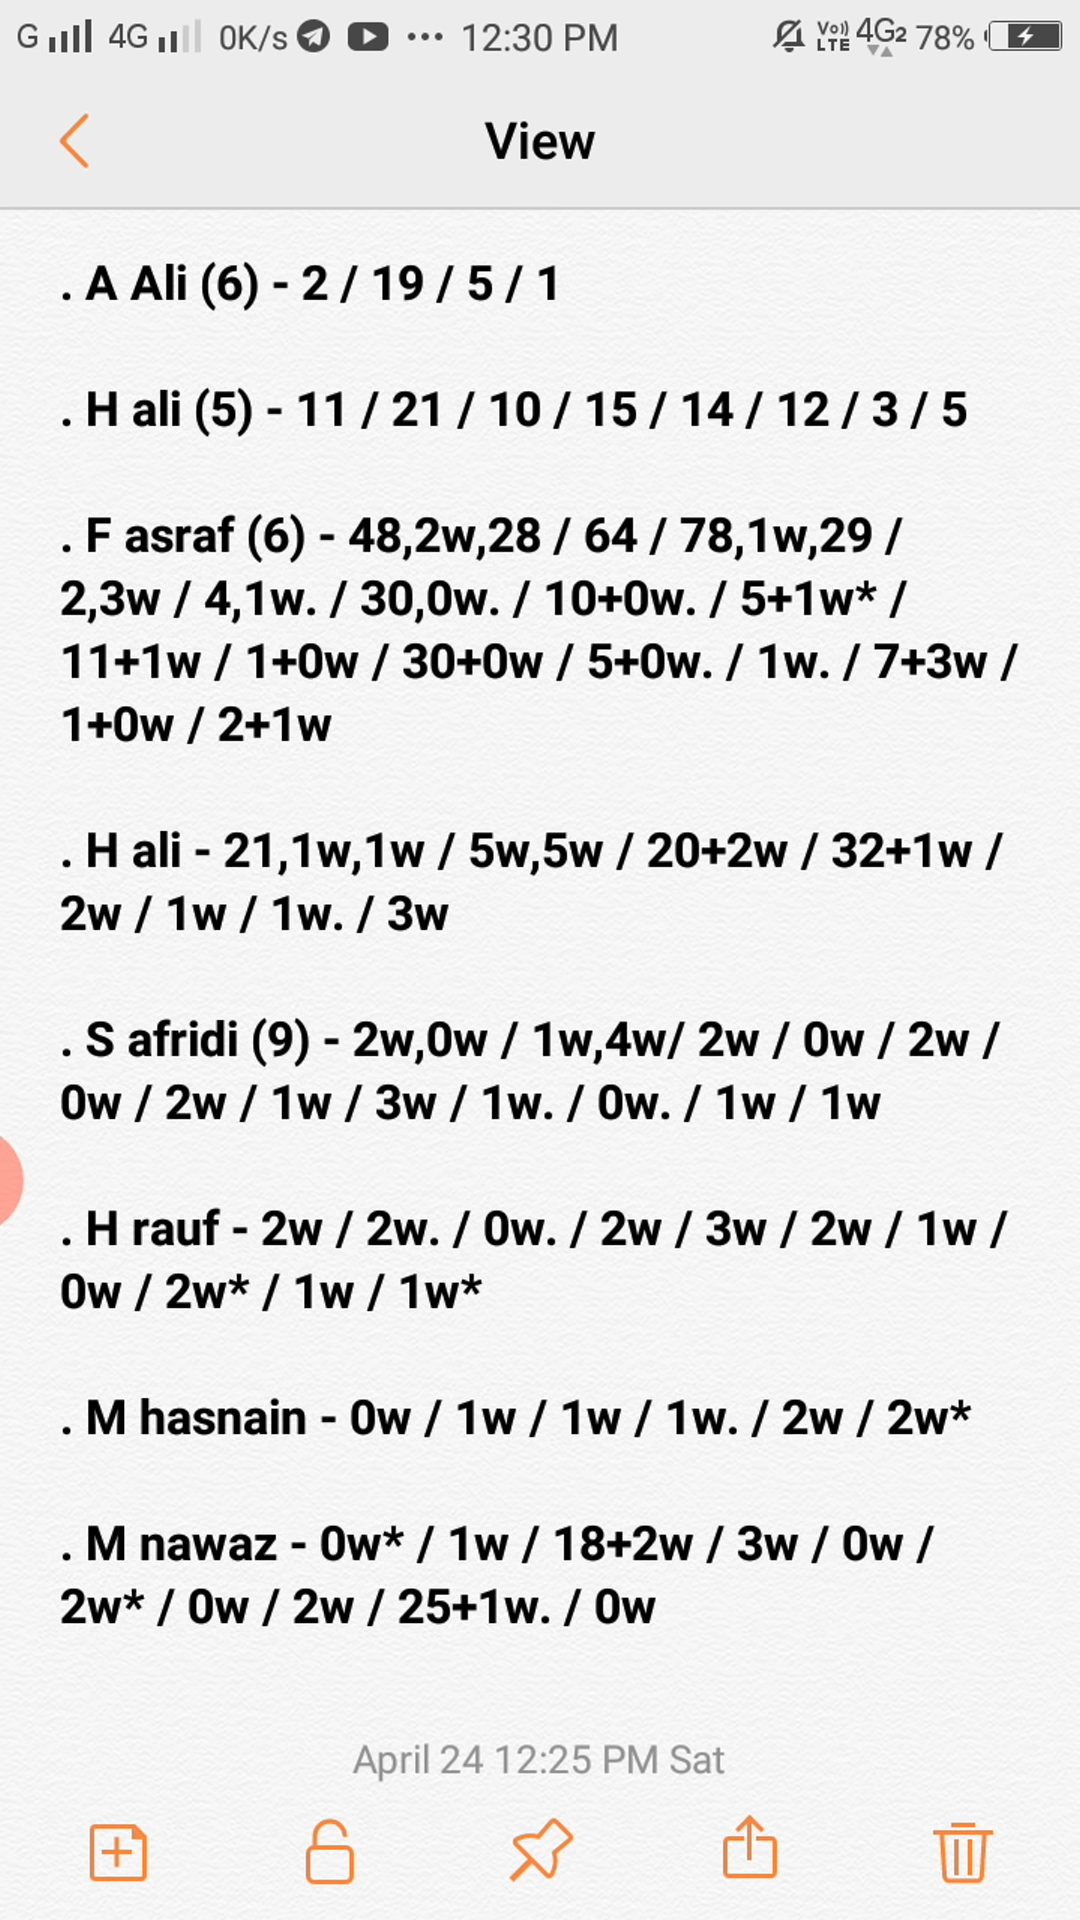 G 4G 0K/s ... 12:30 PM Vo)) LTE 4G2 78%
View
. A Ali (6) - 2 / 19 / 5 / 1
. H ali (5) - 11 / 21 / 10 / 15 / 14 / 12 / 3 / 5
. F asraf (6) - 48,2w,28 / 64 / 78,1w,29 /
2,3w / 4,1w. / 30,0w. / 10+0w. / 5+1w* /
11+1w / 1+0w / 30+0w / 5+0w. / 1w. / 7+3w /
1+0w / 2+1w
. H ali - 21,1w,1w / 5w,5w / 20+2w / 32+1w /
2w / 1w / 1w. / 3w
. S afridi (9) - 2w,0w / 1w,4w/ 2w / 0w / 2w /
0w / 2w / 1w / 3w / 1w. / 0w. / 1w / 1w
. H rauf - 2w / 2w. / 0w. / 2w / 3w / 2w / 1w /
0w / 2w* / 1w / 1w*
. M hasnain - 0w / 1w / 1w / 1w. / 2w / 2w*
. M nawaz - 0w* / 1w / 18+2w / 3w / 0w /
2w* / 0w / 2w / 25+1w. / 0w
April 24 12:25 PM Sat